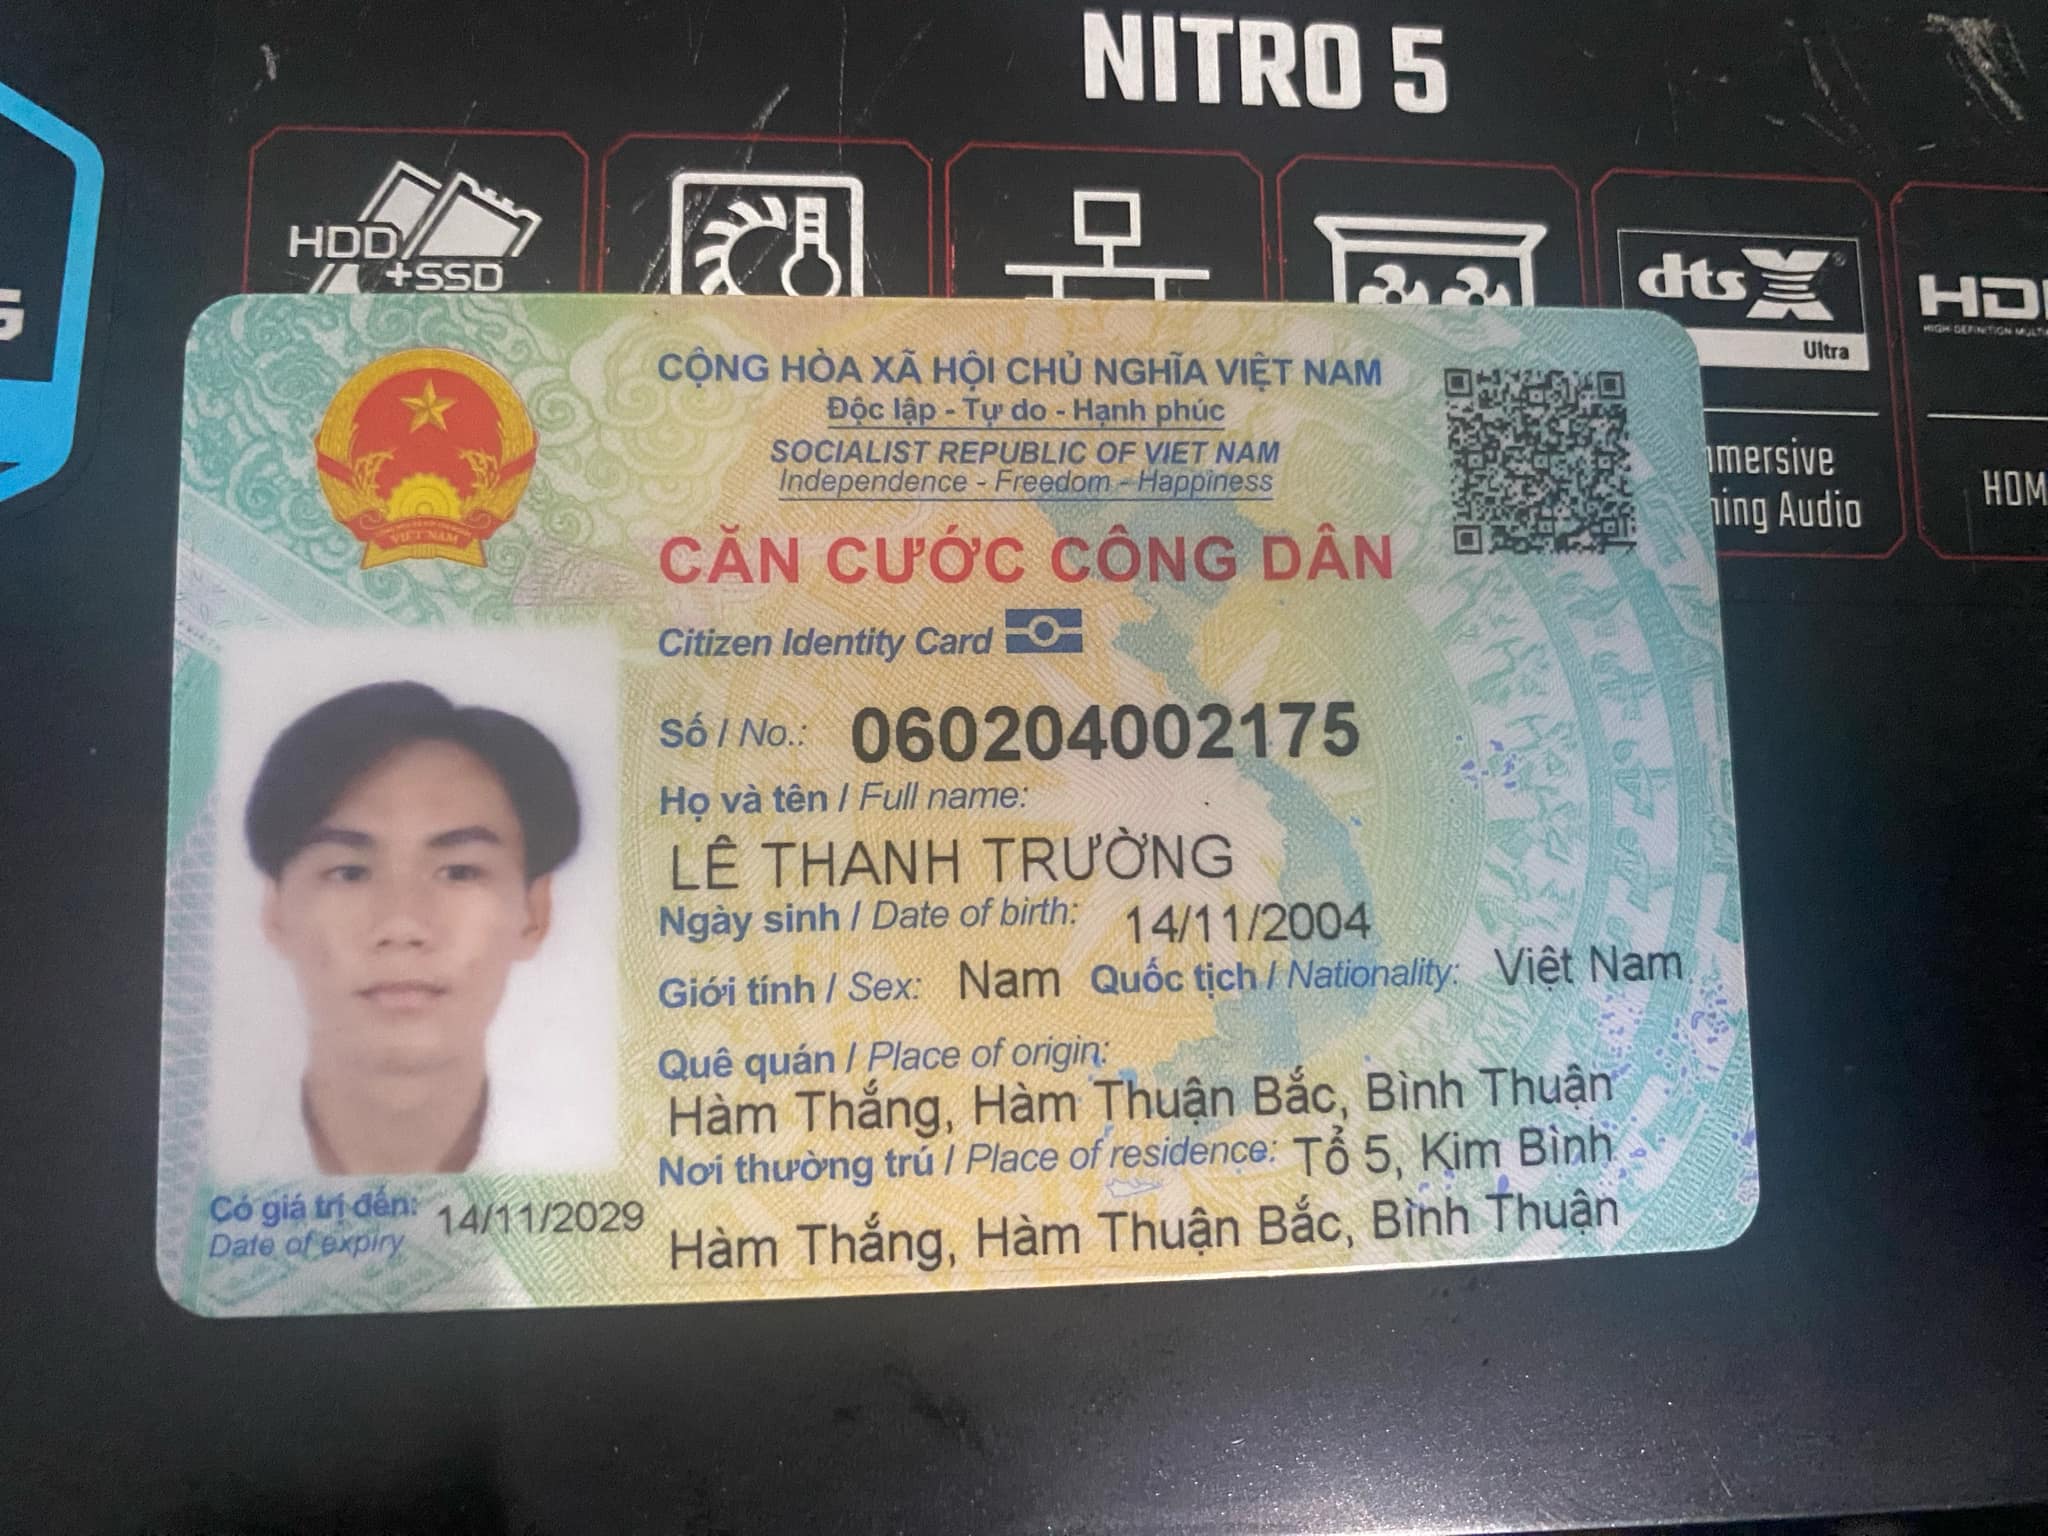 NITRO 5
HDD
+SSD
dts X
Ultra
mmersive
ning Audio
CỘNG HÒA XÃ HỘI CHỦ NGHĨA VIỆT NAM
Độc lập - Tự do - Hạnh phúc
SOCIALIST REPUBLIC OF VIET NAM
Independence - Freedom - Happiness
VIỆT NAM
CĂN CƯỚC CÔNG DÂN
Citizen Identity Card
Số / No.: 060204002175
Họ và tên / Full name:
LÊ THANH TRƯỜNG
Ngày sinh / Date of birth: 14/11/2004
Giới tính / Sex: Nam Quốc tịch / Nationality: Việt Nam
Quê quán / Place of origin:
Hàm Thắng, Hàm Thuận Bắc, Bình Thuận
Nơi thường trú / Place of residence: Tổ 5, Kim Bình
Hàm Thắng, Hàm Thuận Bắc, Bình Thuận
Có giá trị đến: 14/11/2029
Date of expiry